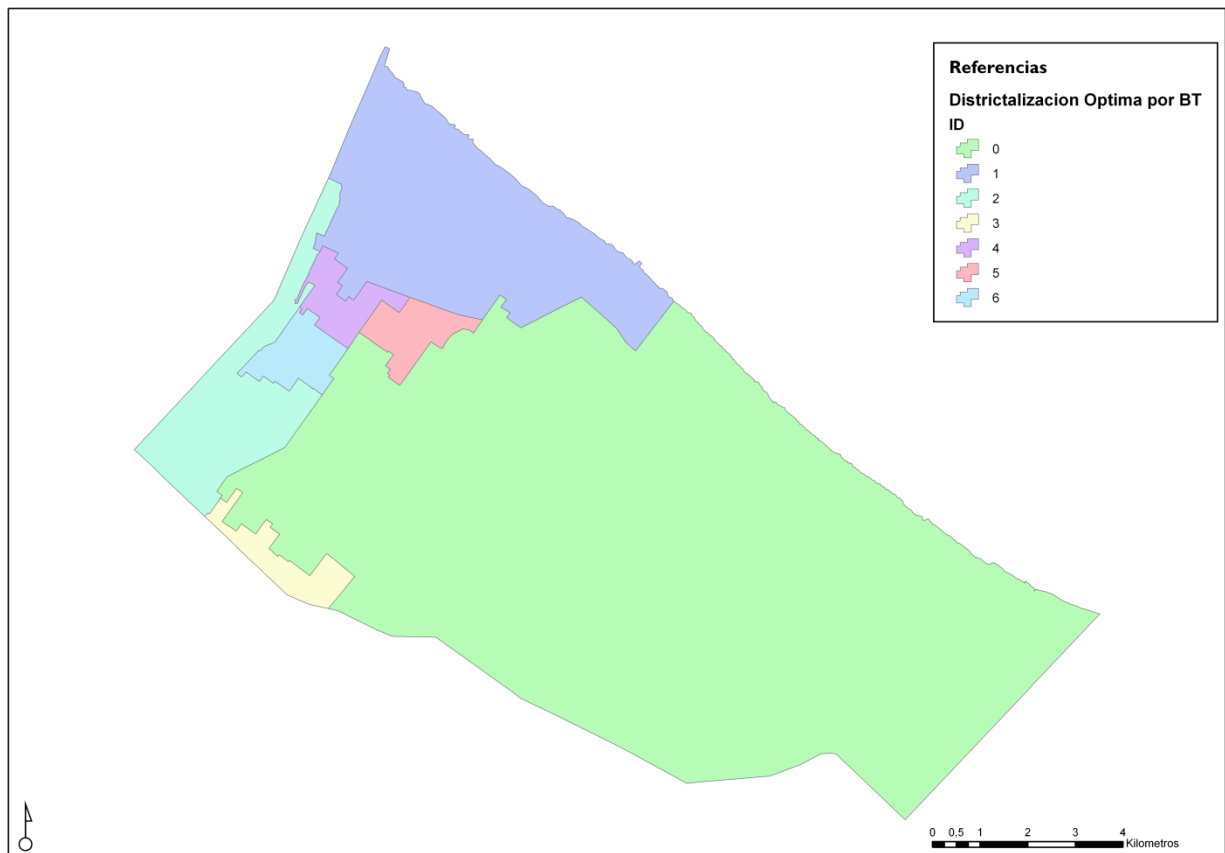 Referencias
Districtalizacion Optima por BT
ID
0
1
2
3
4
5
6
0 0,5 1 2 3 4
Kilometros